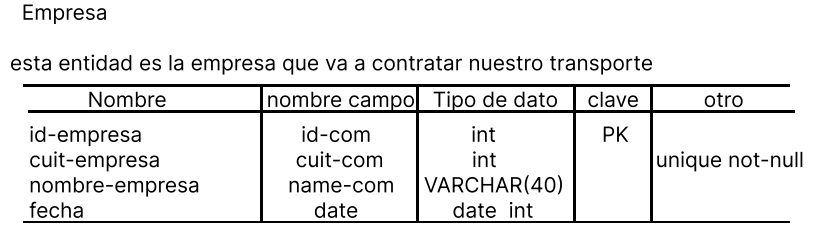 Empresa
esta entidad es la empresa que va a contratar nuestro transporte
Nombre nombre campo Tipo de dato clave otro
id-empresa id-com int PK
cuit-empresa cuit-com int unique not-null
nombre-empresa name-com VARCHAR(40)
fecha date date int